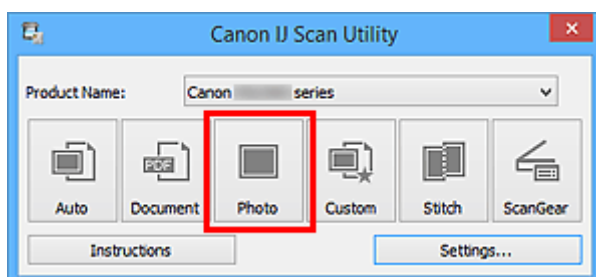 Canon IJ Scan Utility
Product Name: Canon series
PDF
Auto Document Photo Custom Stitch ScanGear
Instructions Settings...